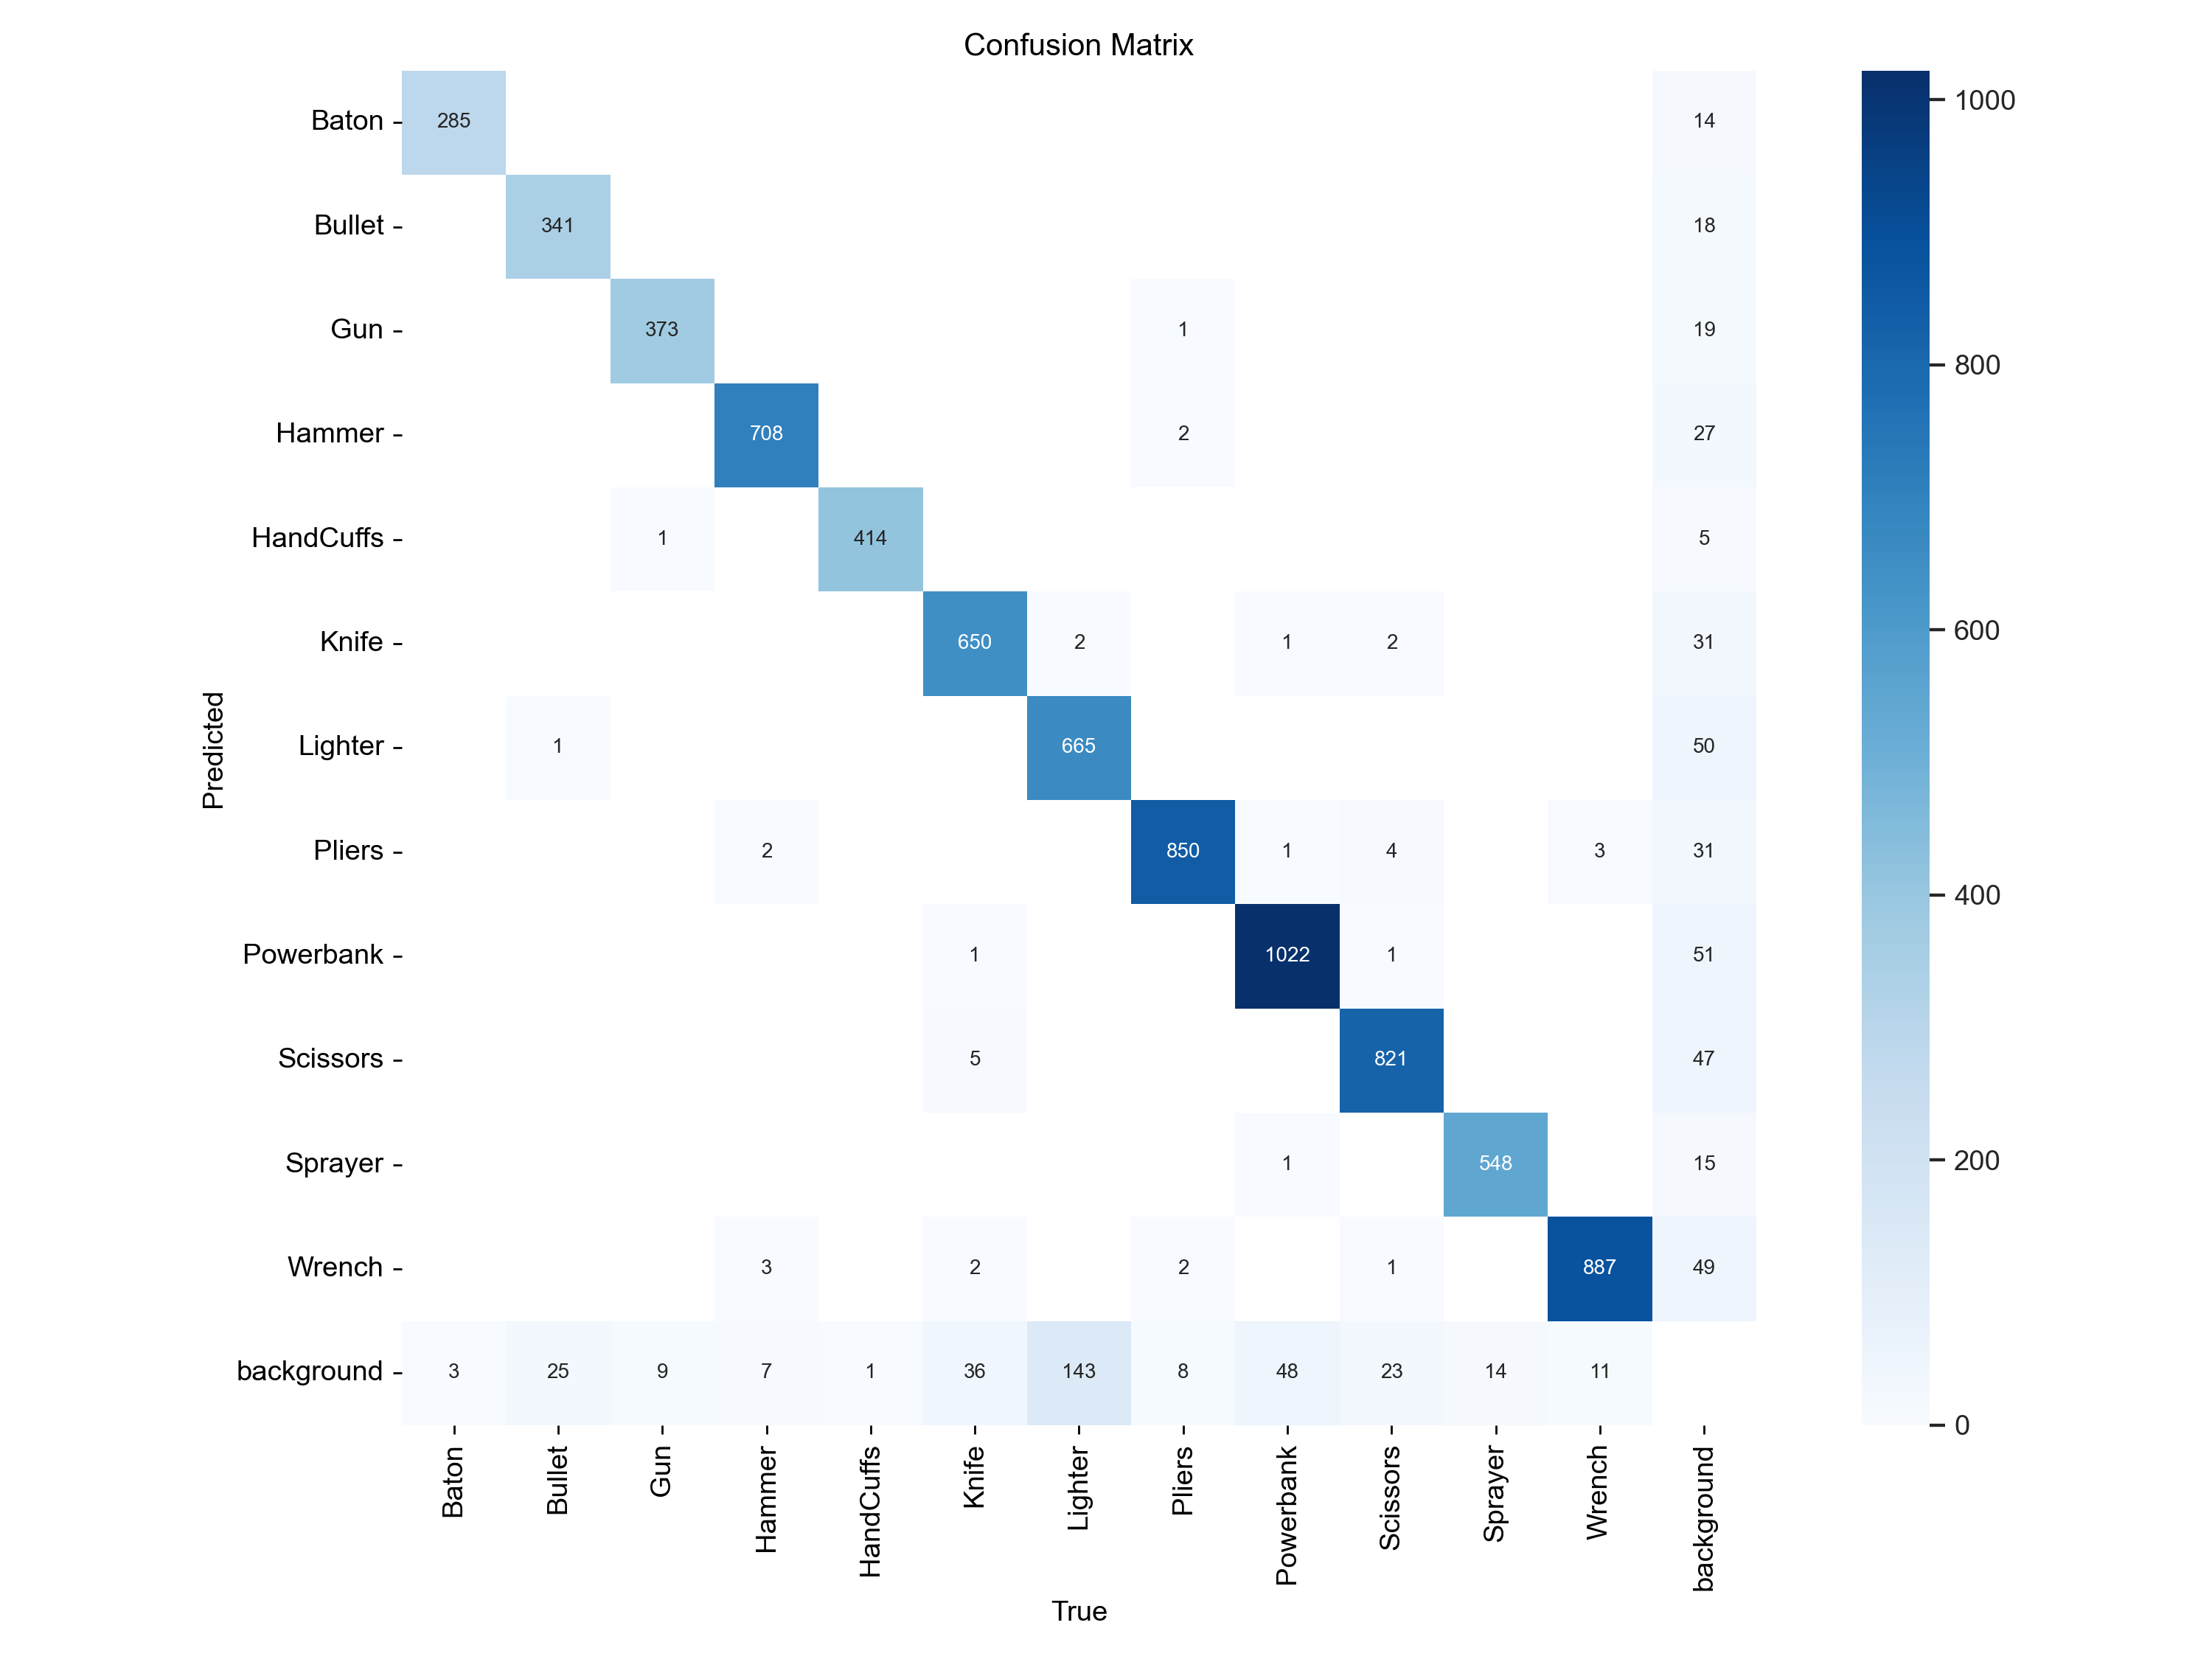 Confusion Matrix
Baton 285 14
Bullet 341 18
Gun 373 1 19
Hammer 708 2 27
HandCuffs 1 414 5
Knife 650 2 1 2 31
Lighter 1 665 50
Pliers 2 850 1 4 3 31
Powerbank 1 1022 1 51
Scissors 5 821 47
Sprayer 1 548 15
Wrench 3 2 2 1 887 49
background 3 25 9 7 1 36 143 8 48 23 14 11
Predicted
Baton Bullet Gun Hammer HandCuffs Knife Lighter Pliers Powerbank Scissors Sprayer Wrench background
True
1000
800
600
400
200
0